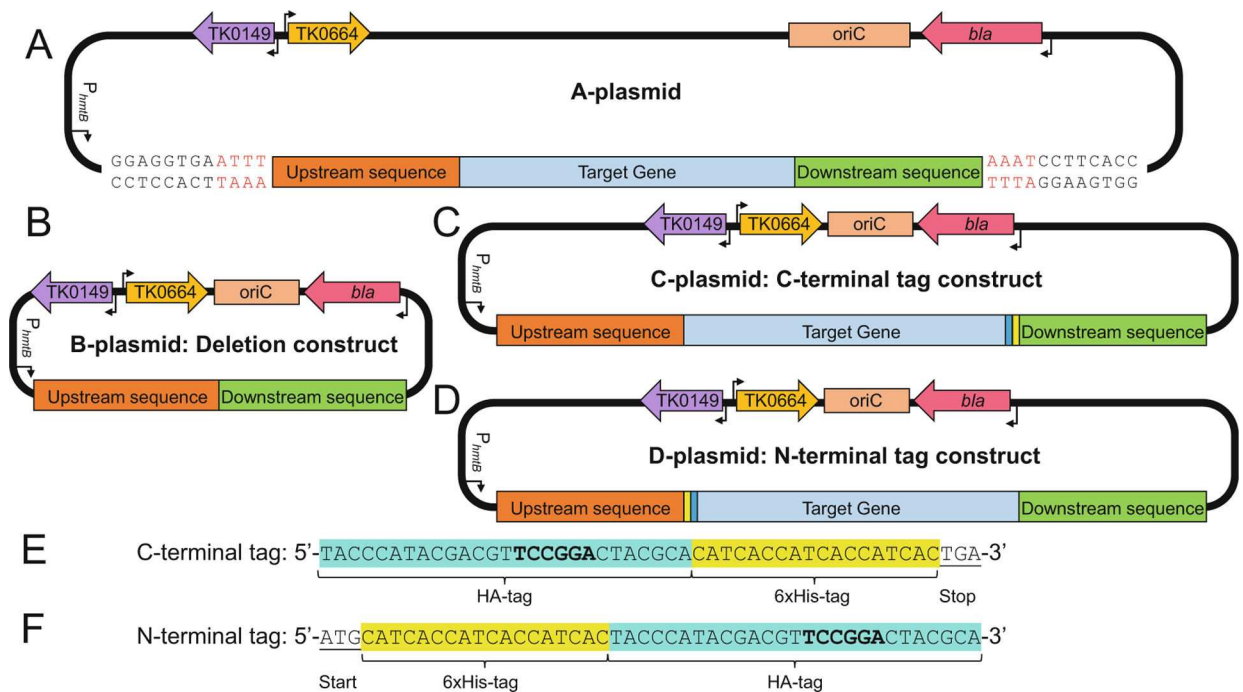 A
TK0149 TK0664 oriC bla
P hmtB
A-plasmid
GGAGGTGAATTT AAATCCTTCACC
CCTCCACTTAAA TTTAGGAAGTGG
Upstream sequence Target Gene Downstream sequence
B
TK0149 TK0664 oriC bla
P hmtB
B-plasmid: Deletion construct
Upstream sequence Downstream sequence
C
TK0149 TK0664 oriC bla
P hmtB
C-plasmid: C-terminal tag construct
Upstream sequence Target Gene Downstream sequence
D
TK0149 TK0664 oriC bla
P hmtB
D-plasmid: N-terminal tag construct
Upstream sequence Target Gene Downstream sequence
E
C-terminal tag: 5’-TACCCATACGACGTTCCGGACTACGCACATCACCATCACCATCACTGA-3’
HA-tag 6xHis-tag Stop
F
N-terminal tag: 5’-ATGCATCACCATCACCATCACTACCCATACGACGTTCCGGACTACGCA-3’
Start 6xHis-tag HA-tag